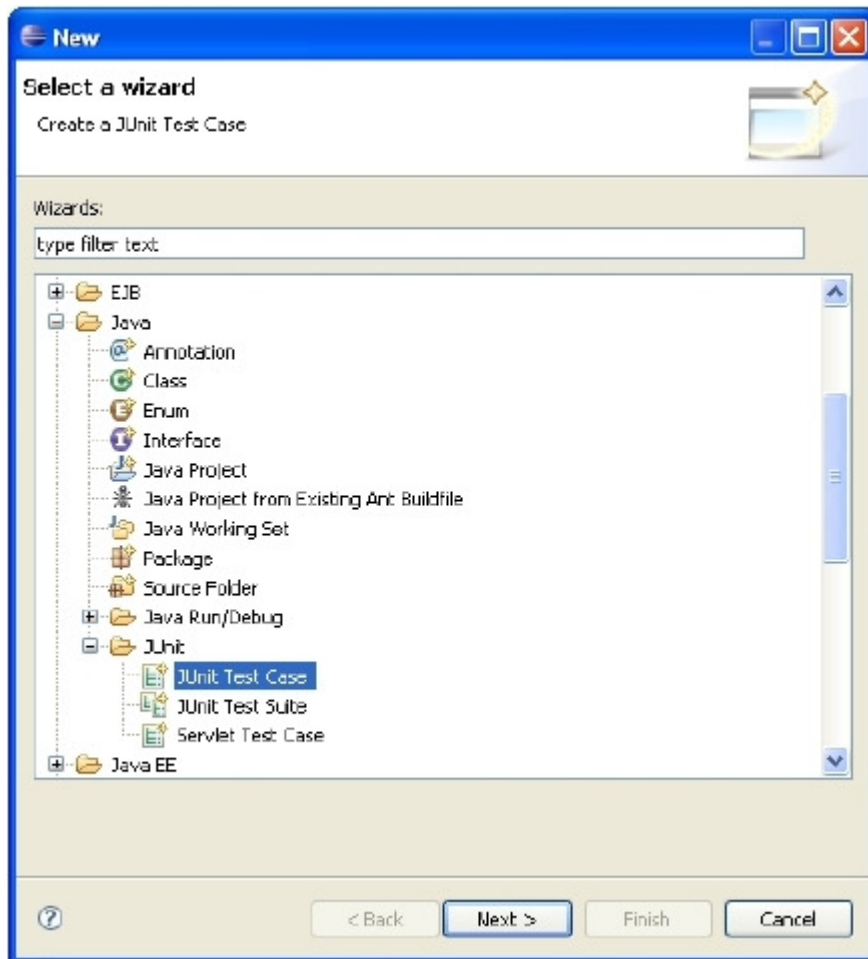 New
Select a wizard
Create a JUnit Test Case
Wizards:
type filter text
EJB
Java
Annotation
Class
Enum
Interface
Java Project
Java Project from Existing Ant Buildfile
Java Working Set
Package
Source Folder
Java Run/Debug
JUnit
JUnit Test Case
JUnit Test Suite
Servlet Test Case
Java EE
< Back Next > Finish Cancel